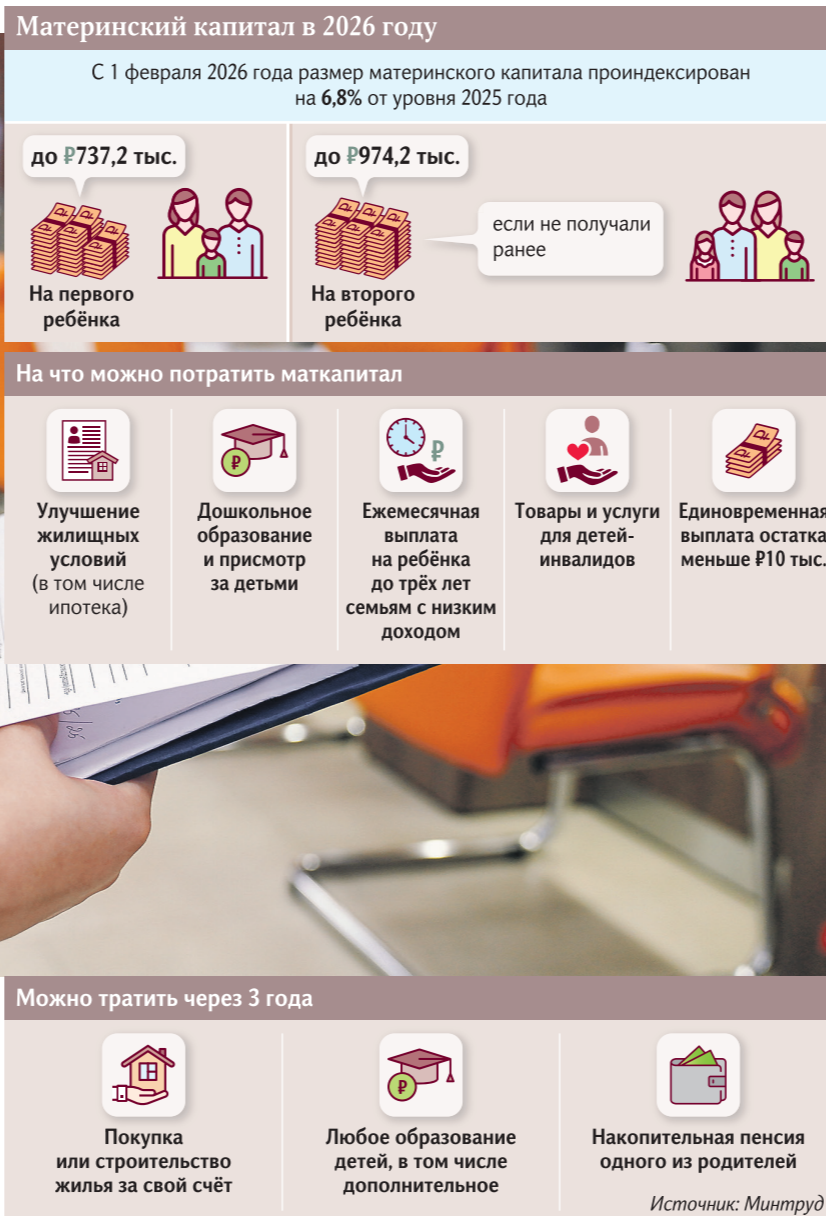 Материнский капитал в 2026 году
С 1 февраля 2026 года размер материнского капитала проиндексирован
на 6,8% от уровня 2025 года
до ₽737,2 тыс.
На первого
ребёнка
до ₽974,2 тыс.
На второго
ребёнка
если не получали
ранее
На что можно потратить маткапитал
Улучшение
жилищных
условий
(в том числе
ипотека)
Дошкольное
образование
и присмотр
за детьми
Ежемесячная
выплата
на ребёнка
до трёх лет
семьям с низким
доходом
Товары и услуги
для детей-
инвалидов
Единовременная
выплата остатка
меньше ₽10 тыс.
Можно тратить через 3 года
Покупка
или строительство
жилья за свой счёт
Любое образование
детей, в том числе
дополнительное
Накопительная пенсия
одного из родителей
Источник: Минтруд